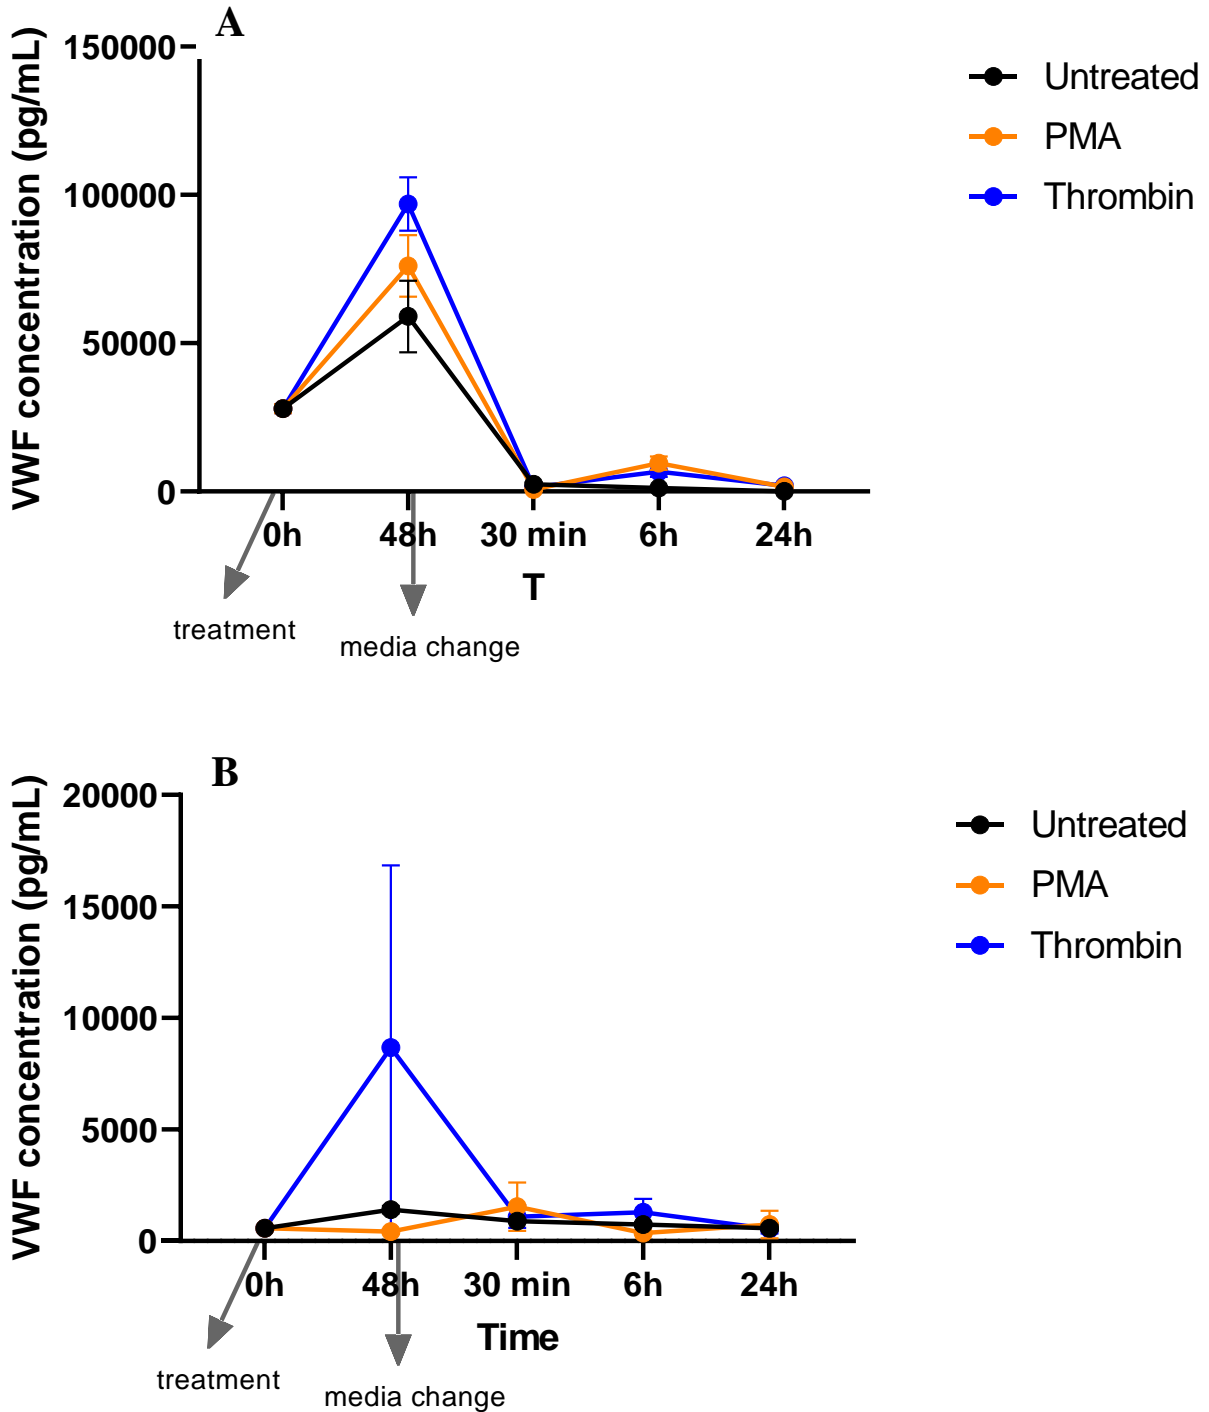 A
VWF concentration (pg/mL)
150000
100000
50000
0
0h 48h 30 min 6h 24h
T
treatment
media change
Untreated
PMA
Thrombin
B
VWF concentration (pg/mL)
20000
15000
10000
5000
0
0h 48h 30 min 6h 24h
Time
treatment
media change
Untreated
PMA
Thrombin